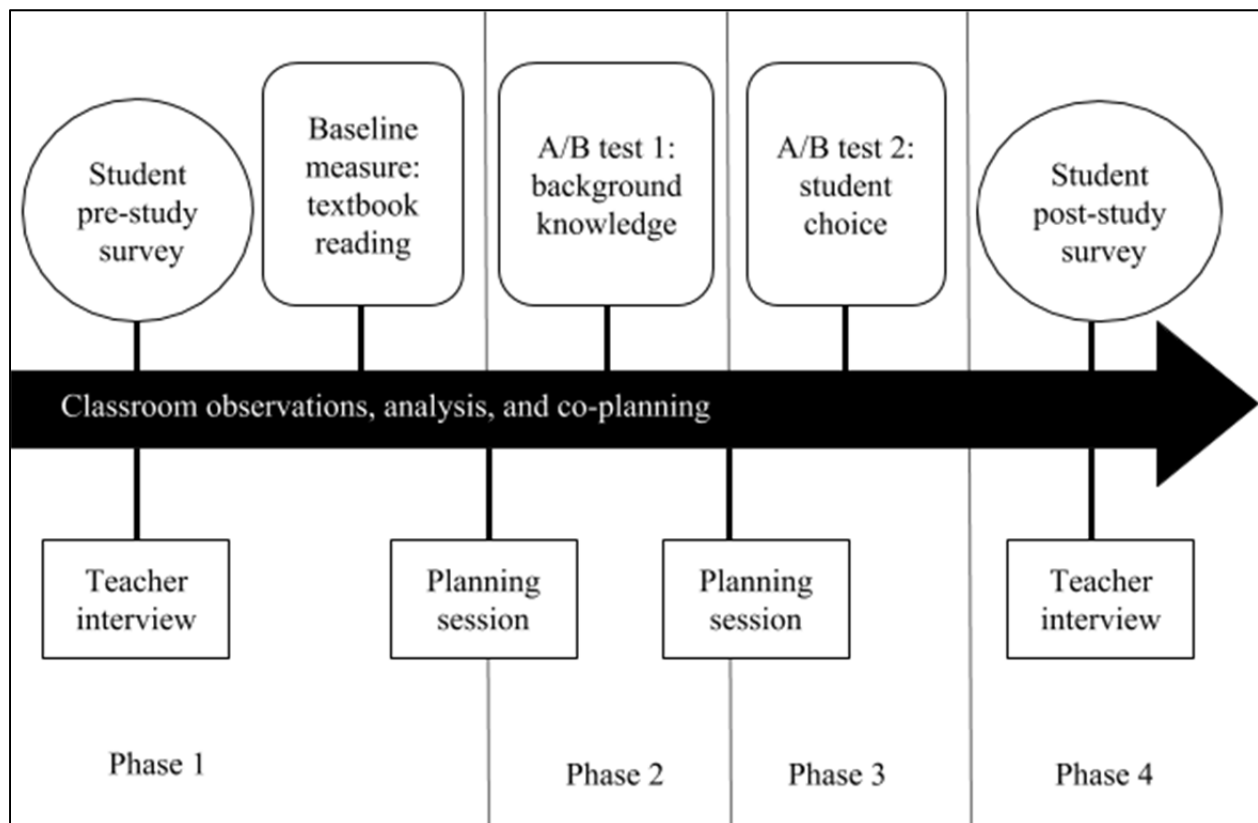 Student
pre-study
survey
Baseline
measure:
textbook
reading
A/B test 1:
background
knowledge
A/B test 2:
student
choice
Student
post-study
survey
Classroom observations, analysis, and co-planning
Teacher
interview
Planning
session
Planning
session
Teacher
interview
Phase 1
Phase 2
Phase 3
Phase 4